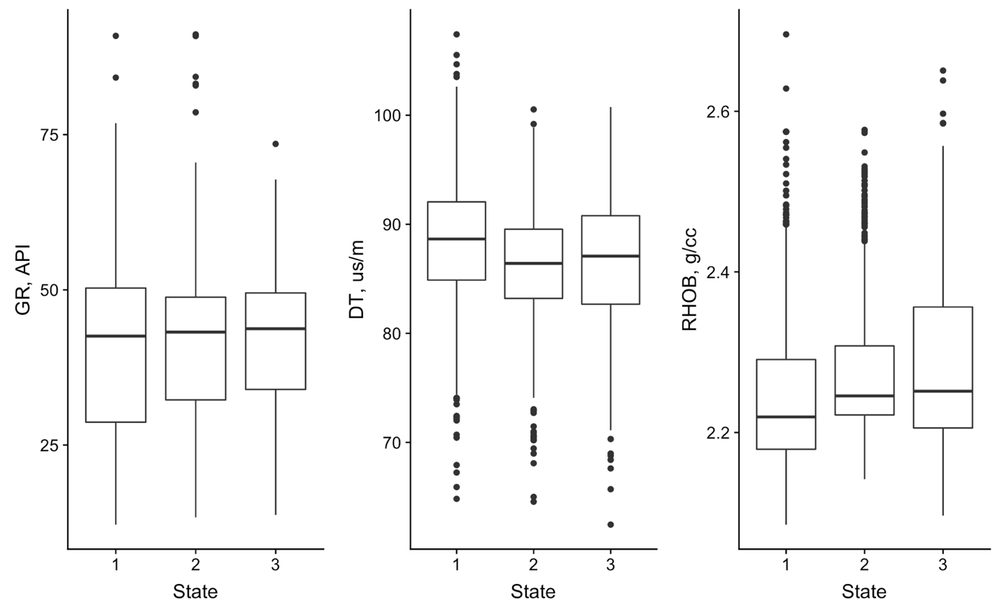 GR, API
75
50
25
1 2 3
State
DT, us/m
100
90
80
70
1 2 3
State
RHOB, g/cc
2.6
2.4
2.2
1 2 3
State